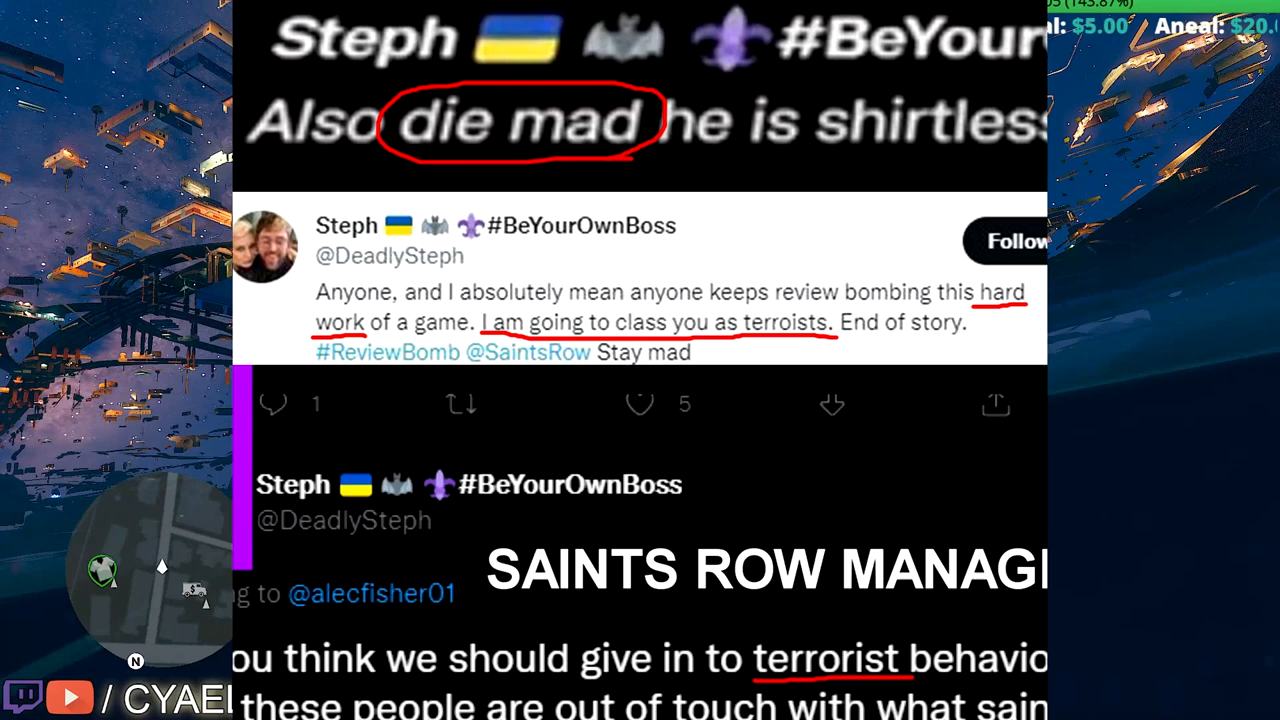 05 (143.87%)
al: $5.00 Aneal: $20.
Steph #BeYour
Also die mad he is shirtless
Steph #BeYourOwnBoss
@DeadlySteph
Follow
Anyone, and I absolutely mean anyone keeps review bombing this hard
work of a game. I am going to class you as terroists. End of story.
#ReviewBomb @SaintsRow Stay mad
1
5
Steph #BeYourOwnBoss
@DeadlySteph
SAINTS ROW MANAG
ng to @alecfisher01
ou think we should give in to terrorist behavio
N
/ CYAEL
these people are out of touch with what sain